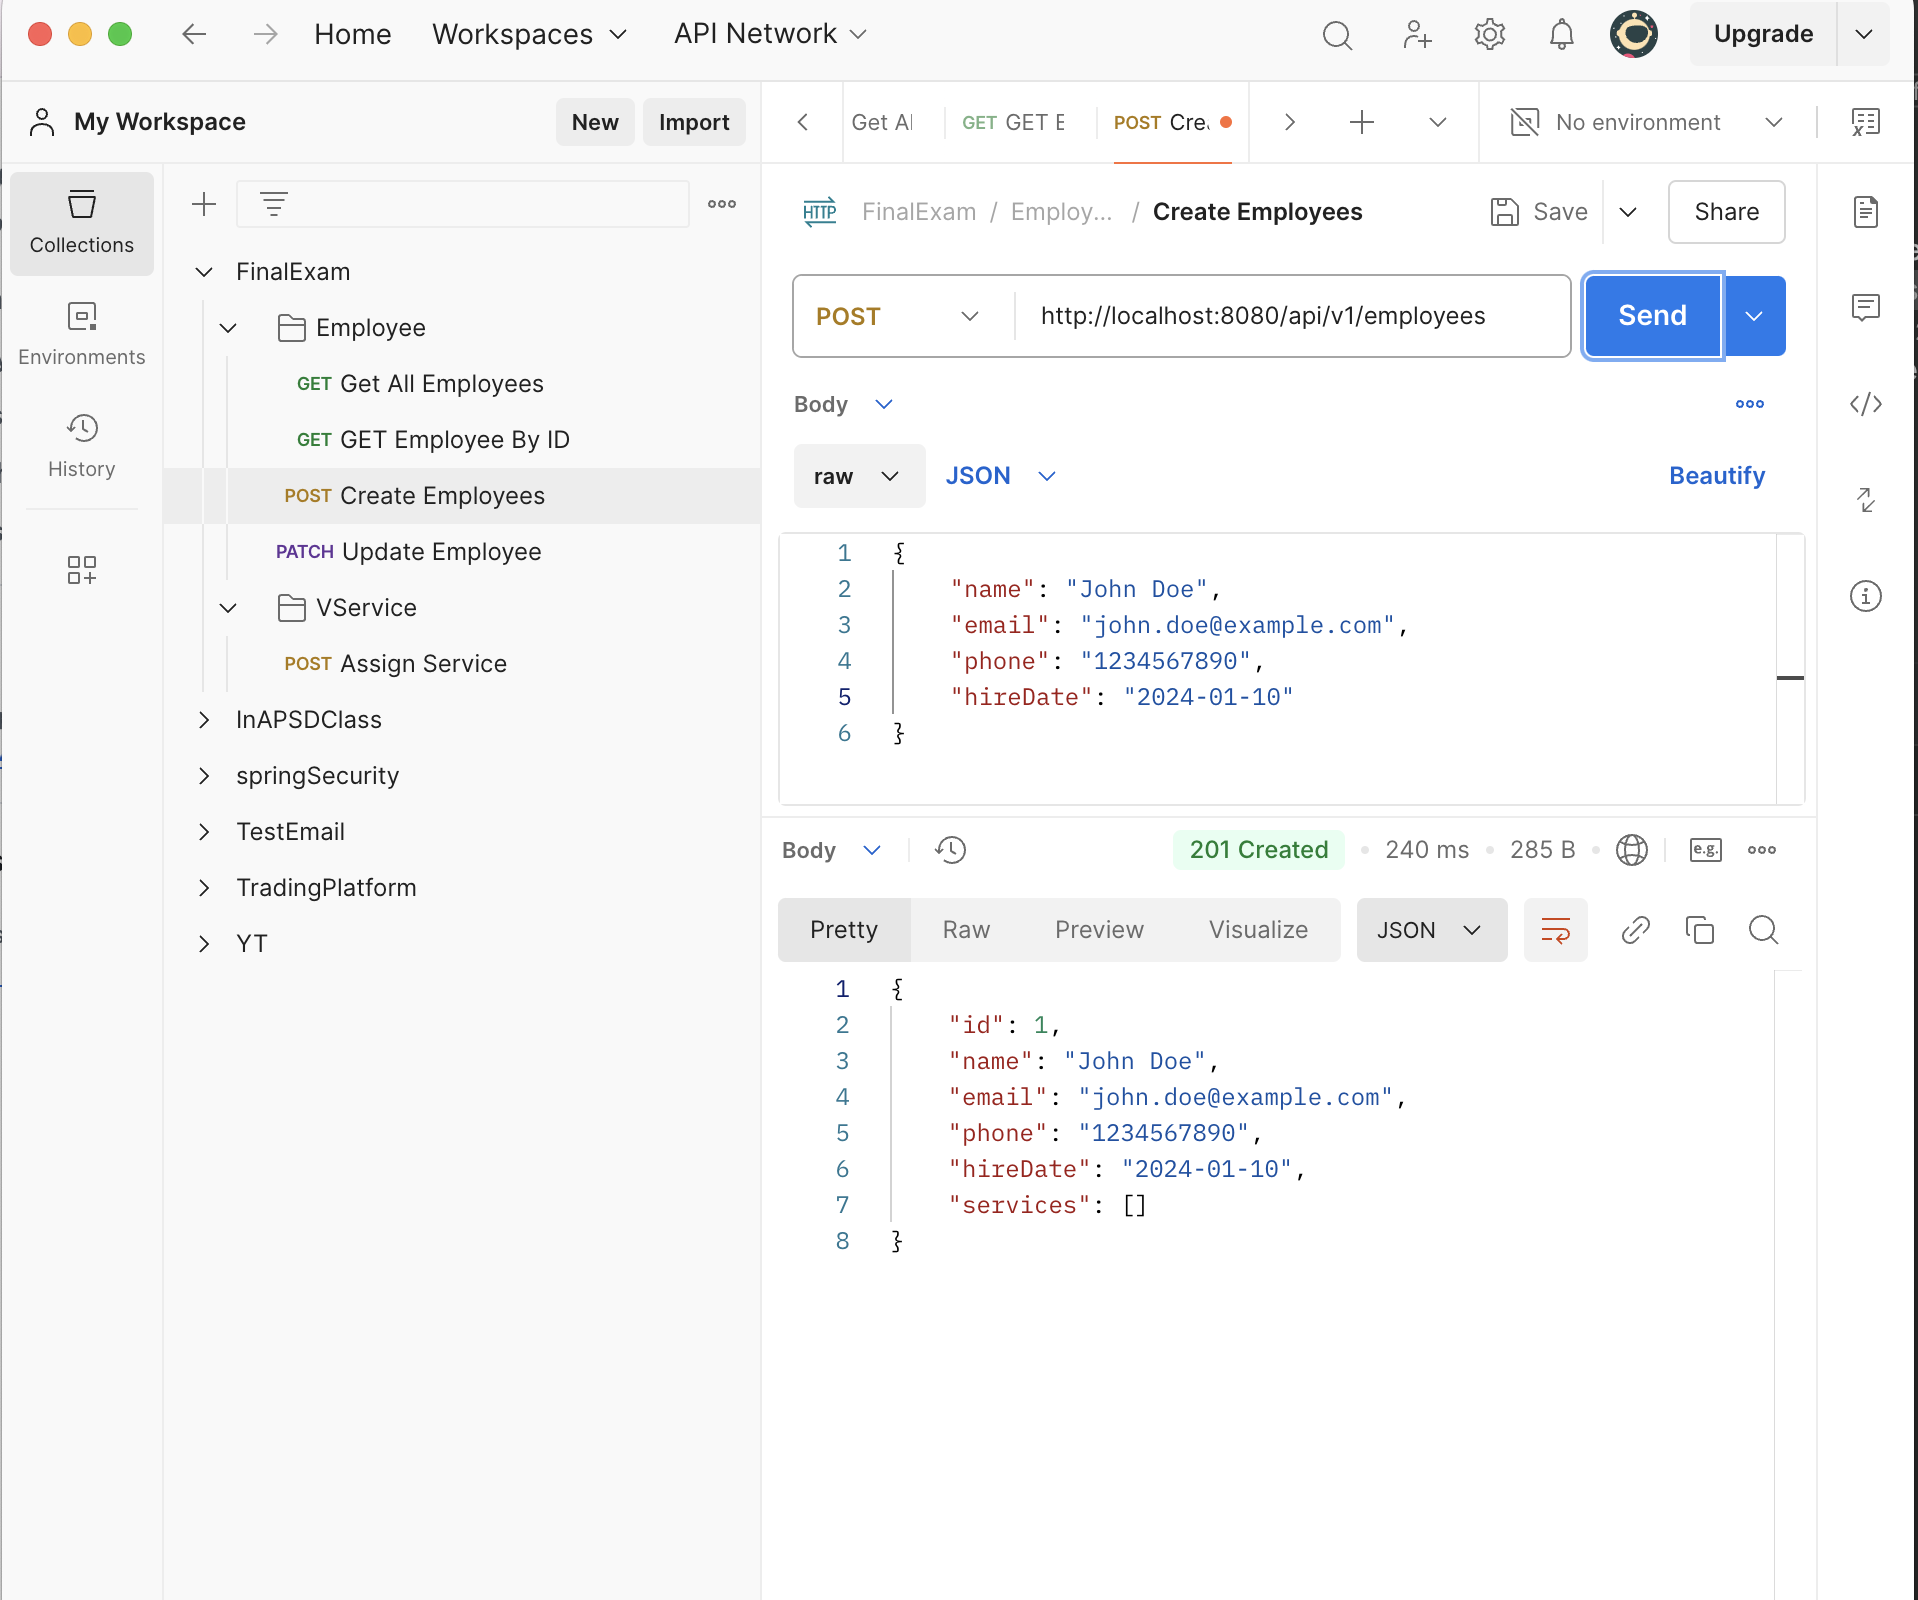 Home Workspaces API Network Upgrade
My Workspace New Import
Get Al GET GET E POST Cre. No environment
Collections
Environments
History
FinalExam
Employee
GET Get All Employees
GET GET Employee By ID
POST Create Employees
PATCH Update Employee
VService
POST Assign Service
InAPSDClass
springSecurity
TestEmail
TradingPlatform
YT
HTTP FinalExam / Employ... / Create Employees Save Share
POST http://localhost:8080/api/v1/employees Send
Body
raw JSON Beautify
1 {
2 "name": "John Doe",
3 "email": "john.doe@example.com",
4 "phone": "1234567890",
5 "hireDate": "2024-01-10"
6 }
Body 201 Created 240 ms 285 B e.g.
Pretty Raw Preview Visualize JSON
1 {
2 "id": 1,
3 "name": "John Doe",
4 "email": "john.doe@example.com",
5 "phone": "1234567890",
6 "hireDate": "2024-01-10",
7 "services": []
8 }